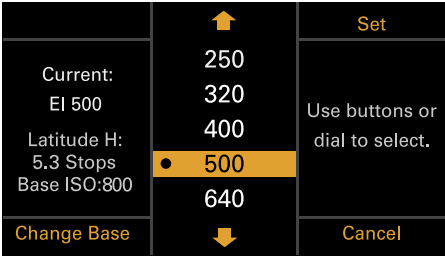 Current:
EI 500
Latitude H:
5.3 Stops
Base ISO:800
Change Base
250
320
400
500
640
Set
Use buttons or
dial to select.
Cancel